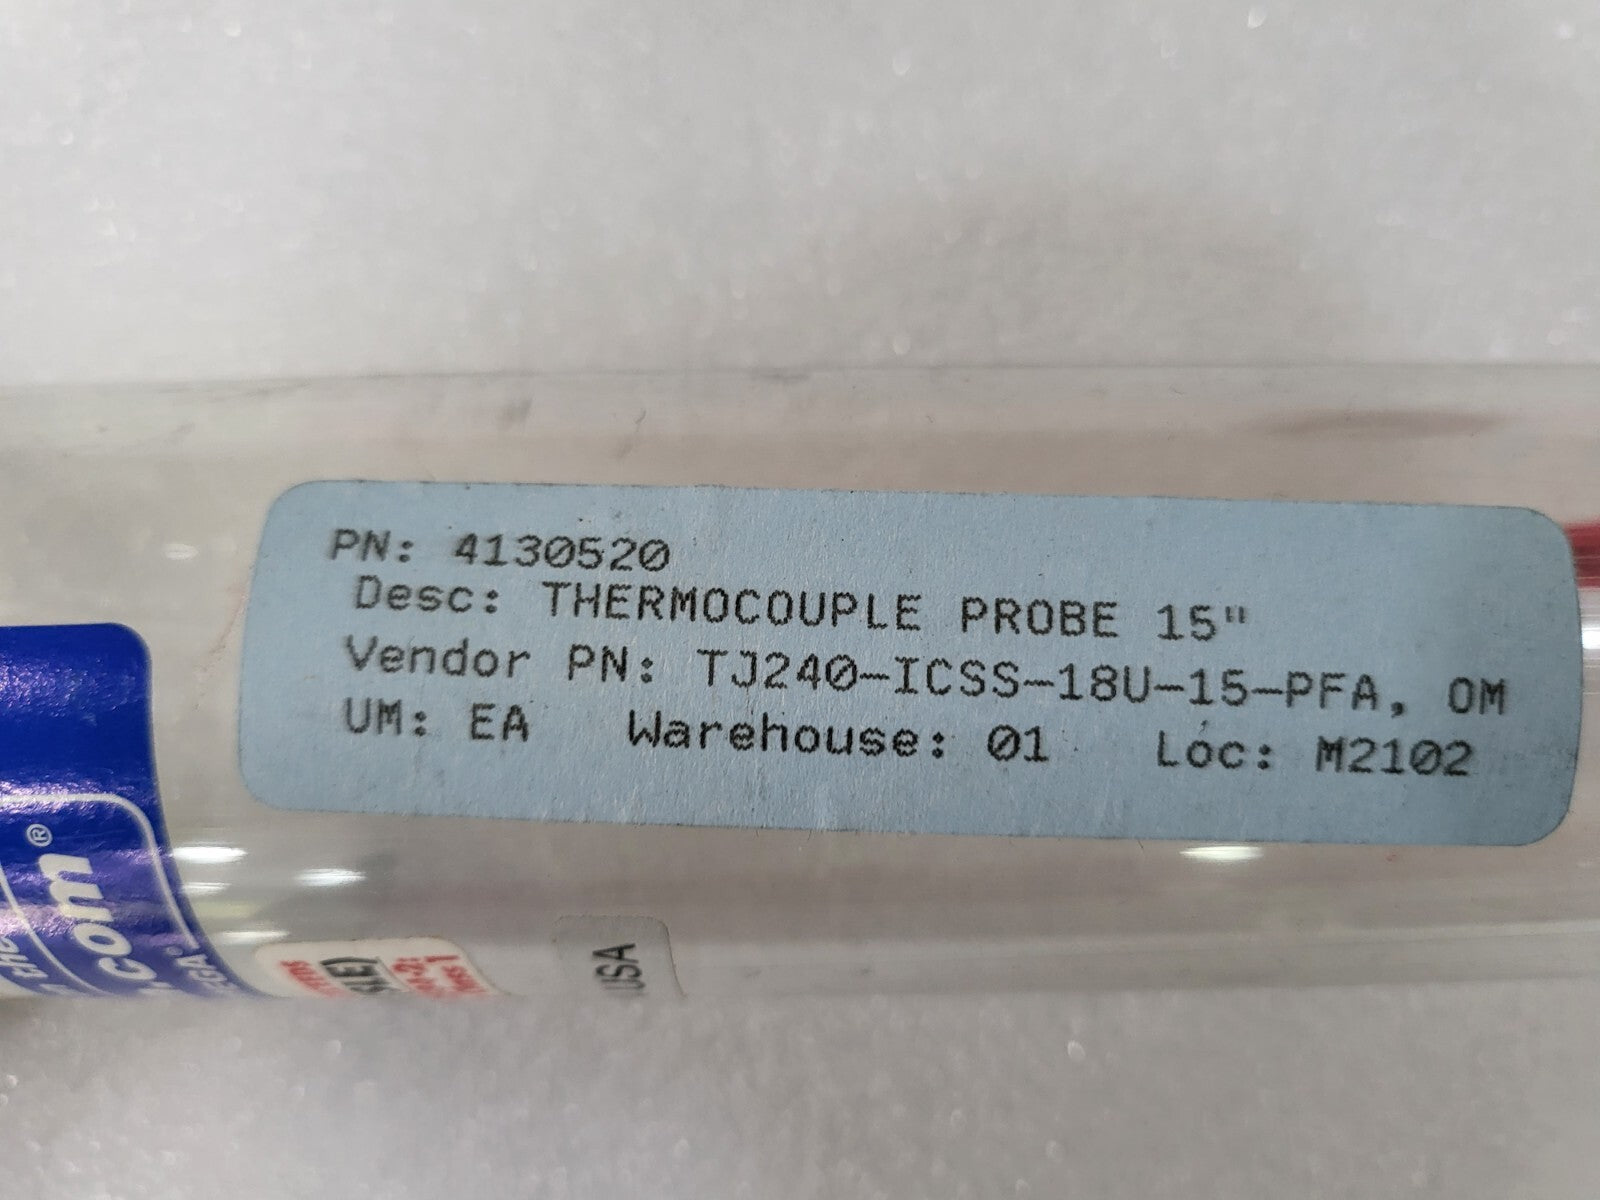 PN: 4130520
Desc: THERMOCOUPLE PROBE 15"
Vendor PN: TJ240-ICSS-18U-15-PFA, OM
UM: EA Warehouse: 01 Loc: M2102
.com®
USA